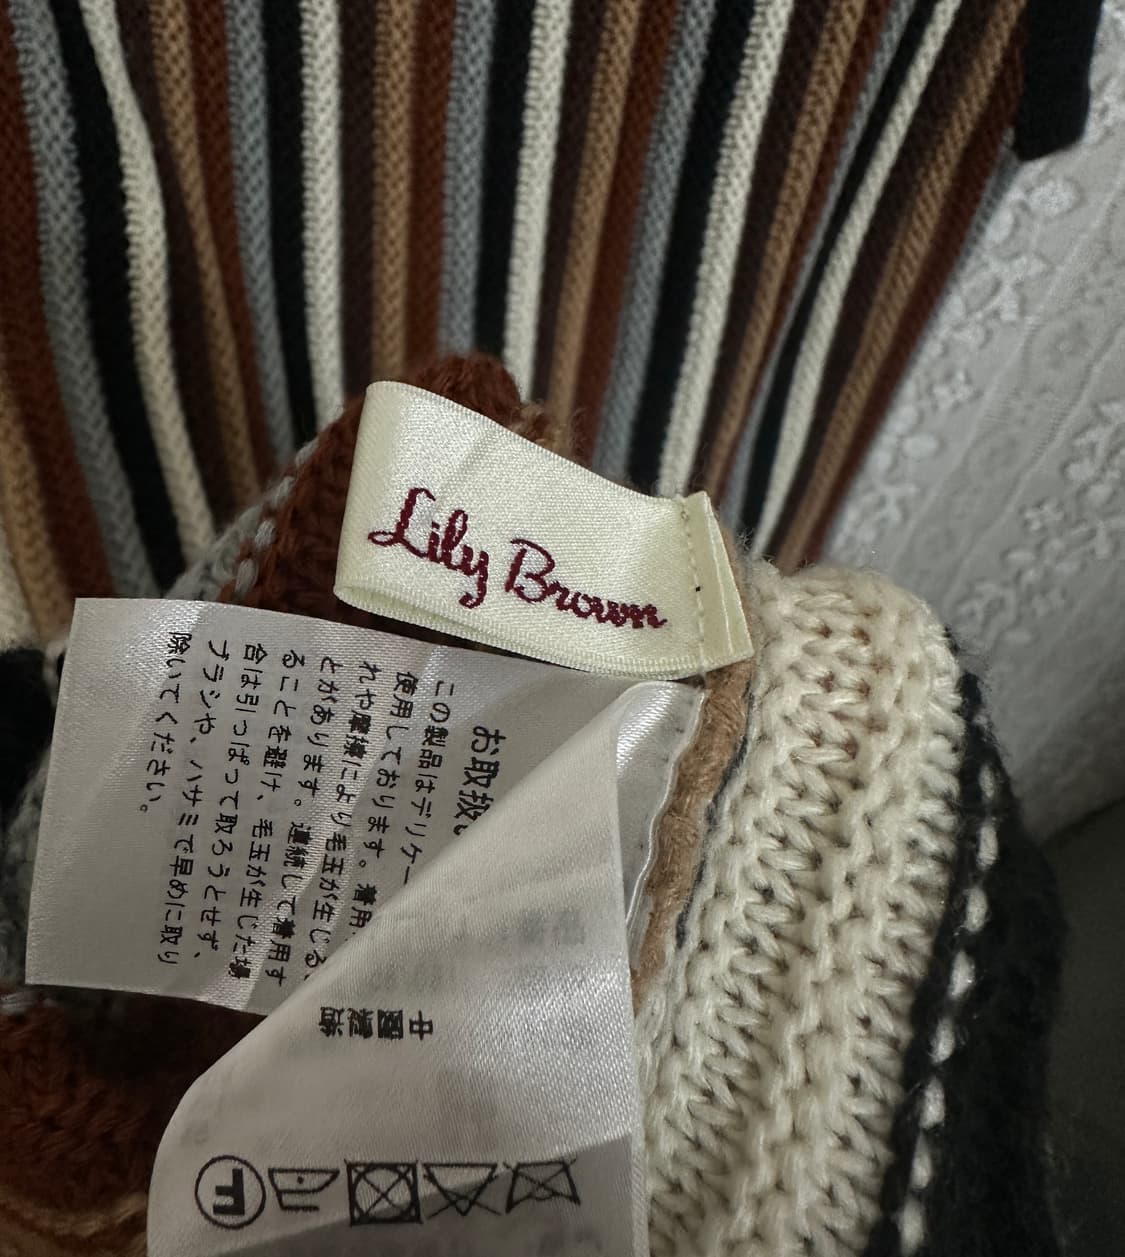 Lily Brown
お取扱
この製品はデリケー
使用しております。着用
れや摩擦により毛玉が生じる
とがあります。連続して着用す
ることを避け、毛玉が生じた場
合は引っぱって取ろうとせず、
ブラシや、ハサミで早めに取り
除いてください。
中国
F